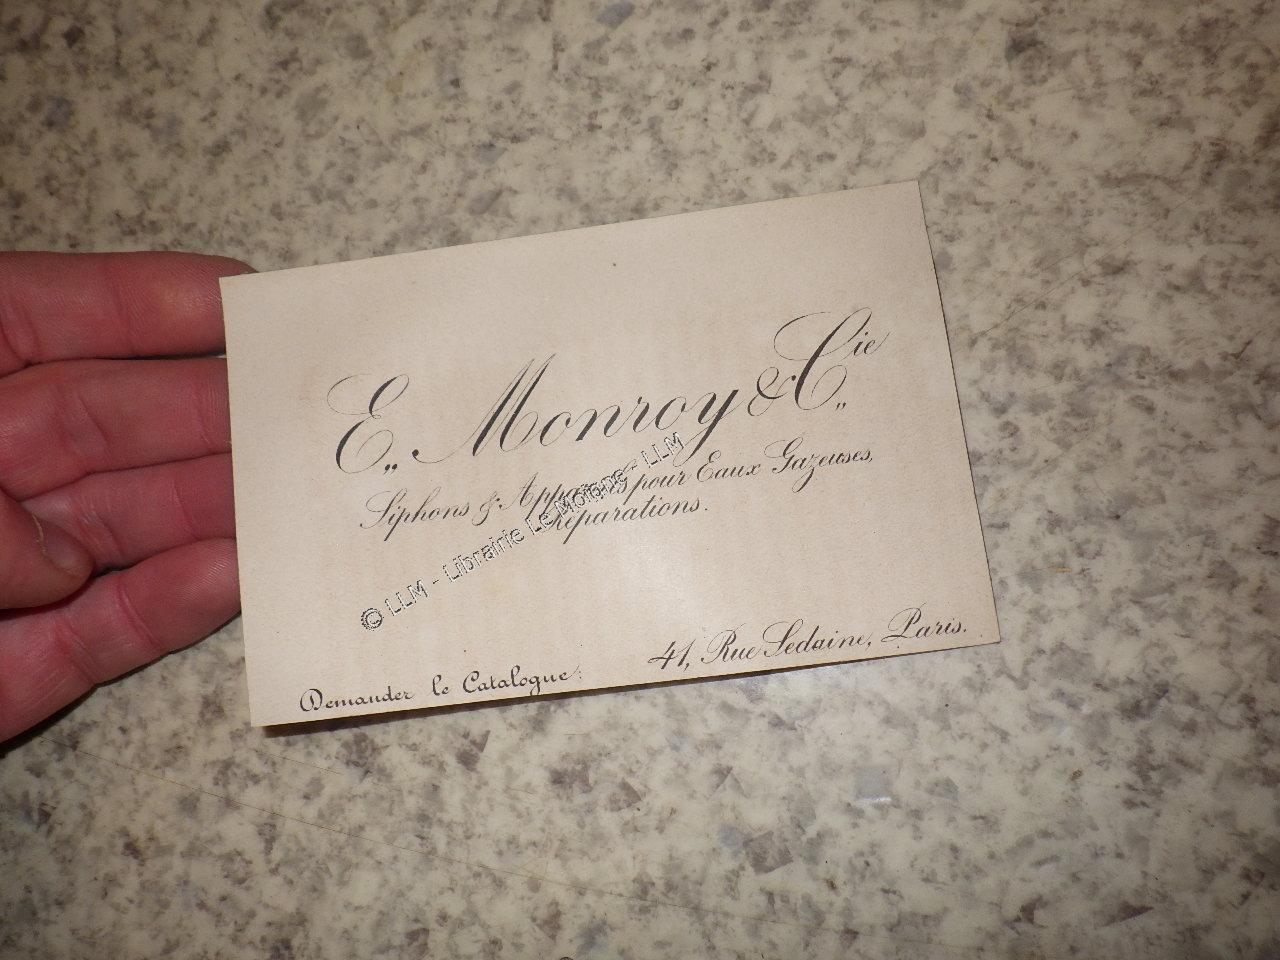 E„ Monroy & Cie„
Siphons & Appareils pour Eaux Gazeuses,
Réparations.
© LLM - Librairie Le Moigne - LLM
Demander le Catalogue.
41, Rue Sedaine, Paris.